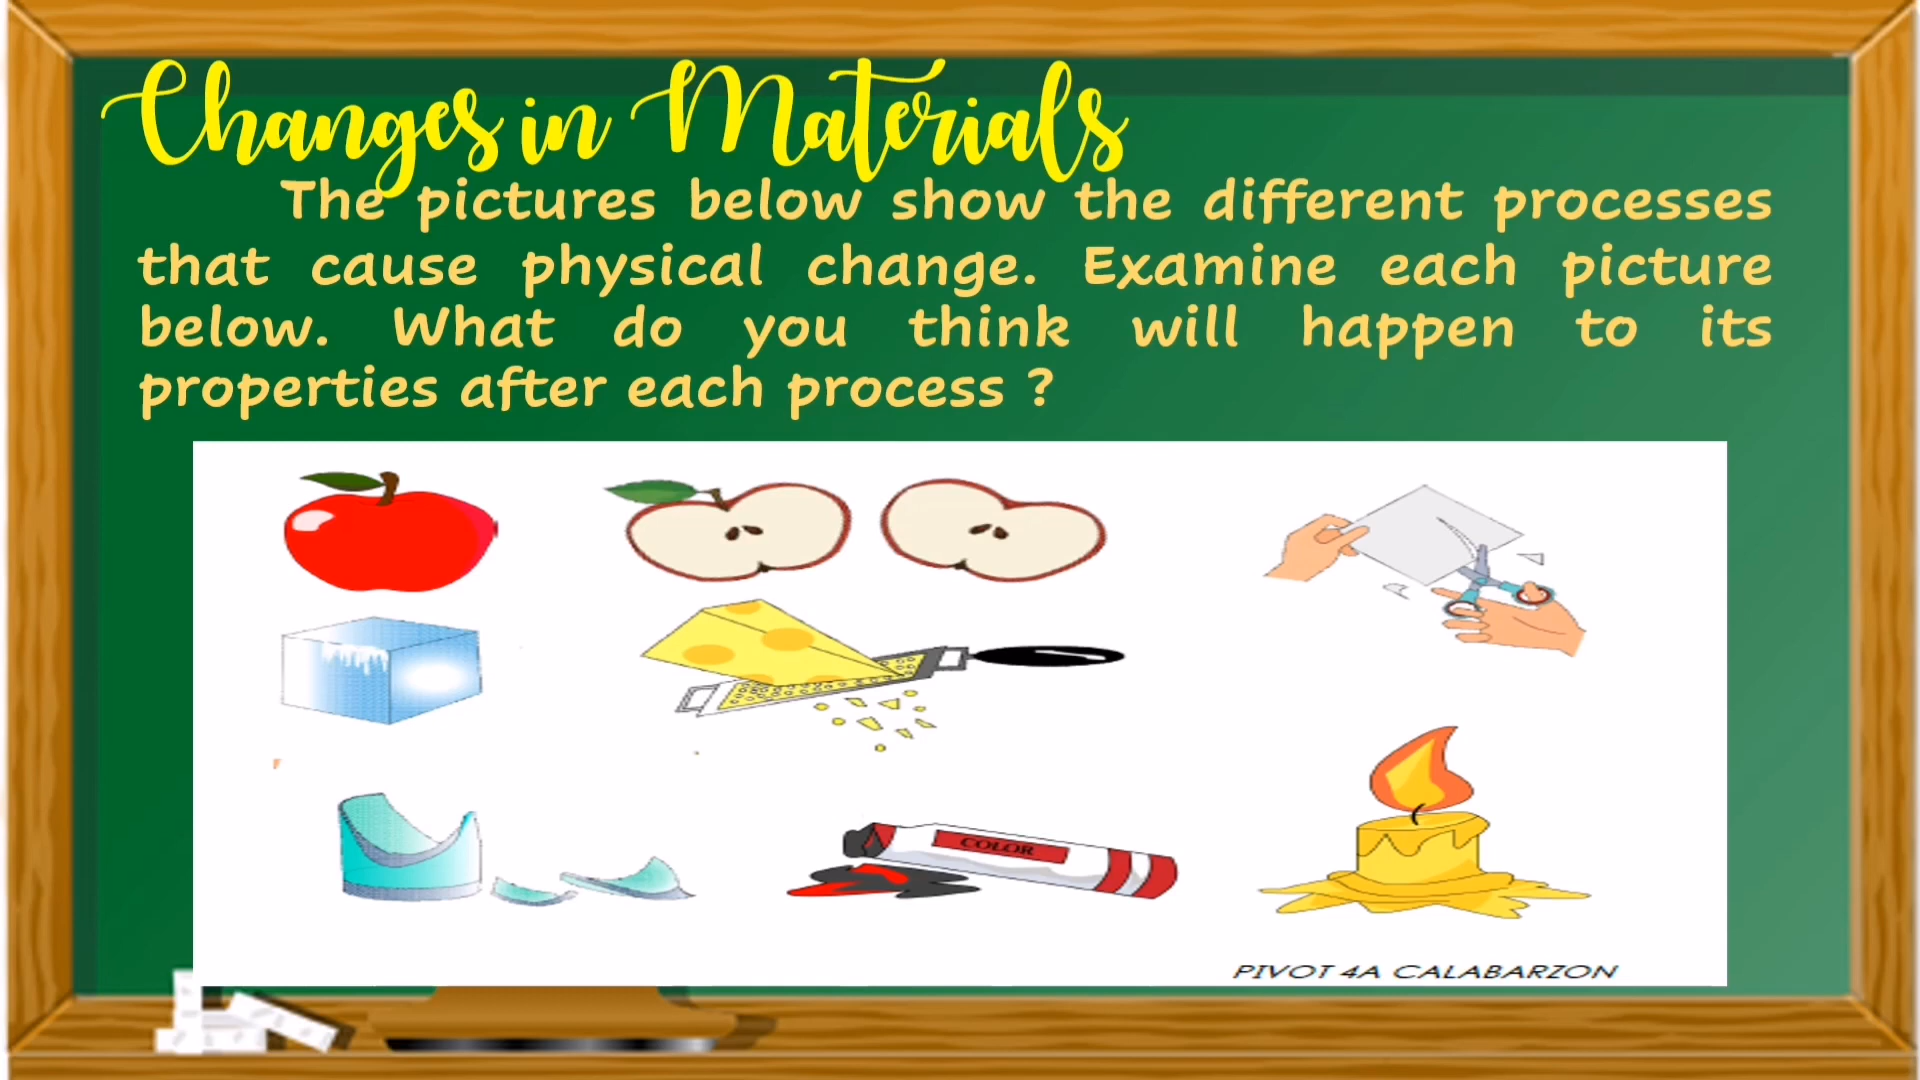 Changes in Materials
The pictures below show the different processes
that cause physical change. Examine each picture
below. What do you think will happen to its
properties after each process ?
COLOR
PIVOT 4A CALABARZON